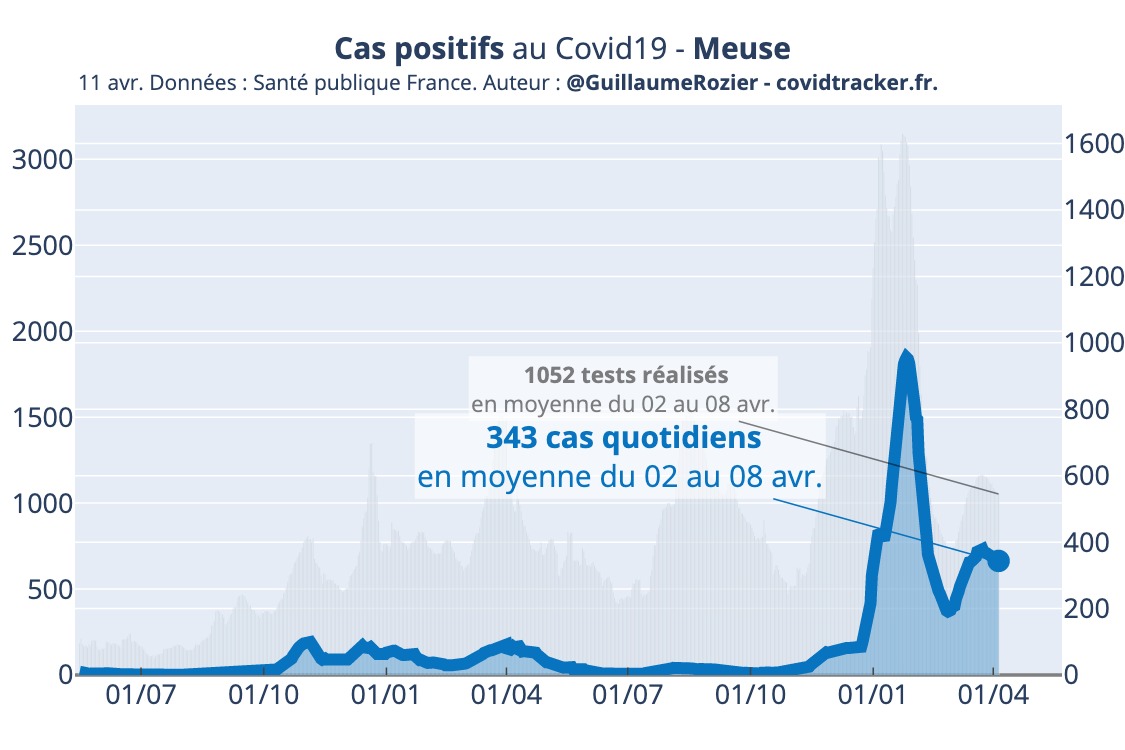 Cas positifs au Covid19 - Meuse
11 avr. Données : Santé publique France. Auteur : @GuillaumeRozier - covidtracker.fr.
3000
2500
2000
1500
1000
500
0
1600
1400
1200
1000
800
600
400
200
0
1052 tests réalisés
en moyenne du 02 au 08 avr.
343 cas quotidiens
en moyenne du 02 au 08 avr.
01/07 01/10 01/01 01/04 01/07 01/10 01/01 01/04